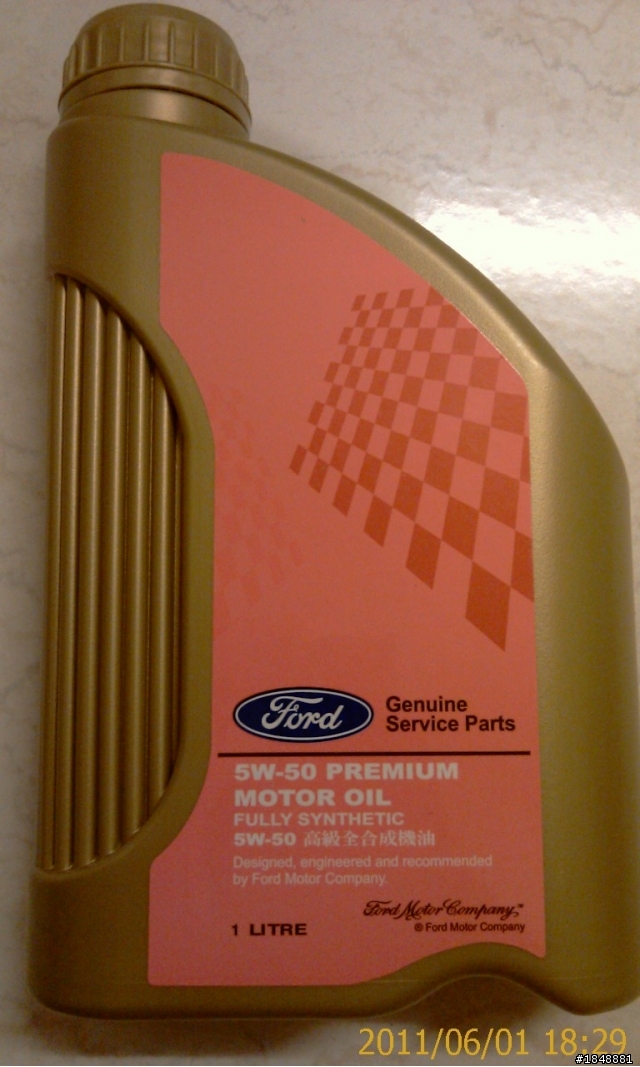 Ford
Genuine
Service Parts
5W-50 PREMIUM
MOTOR OIL
FULLY SYNTHETIC
5W-50 高級全合成機油
Designed, engineered and recommended
by Ford Motor Company.
Ford Motor Company,™
® Ford Motor Company
1 LITRE
2011/06/01 18:29
#1848881